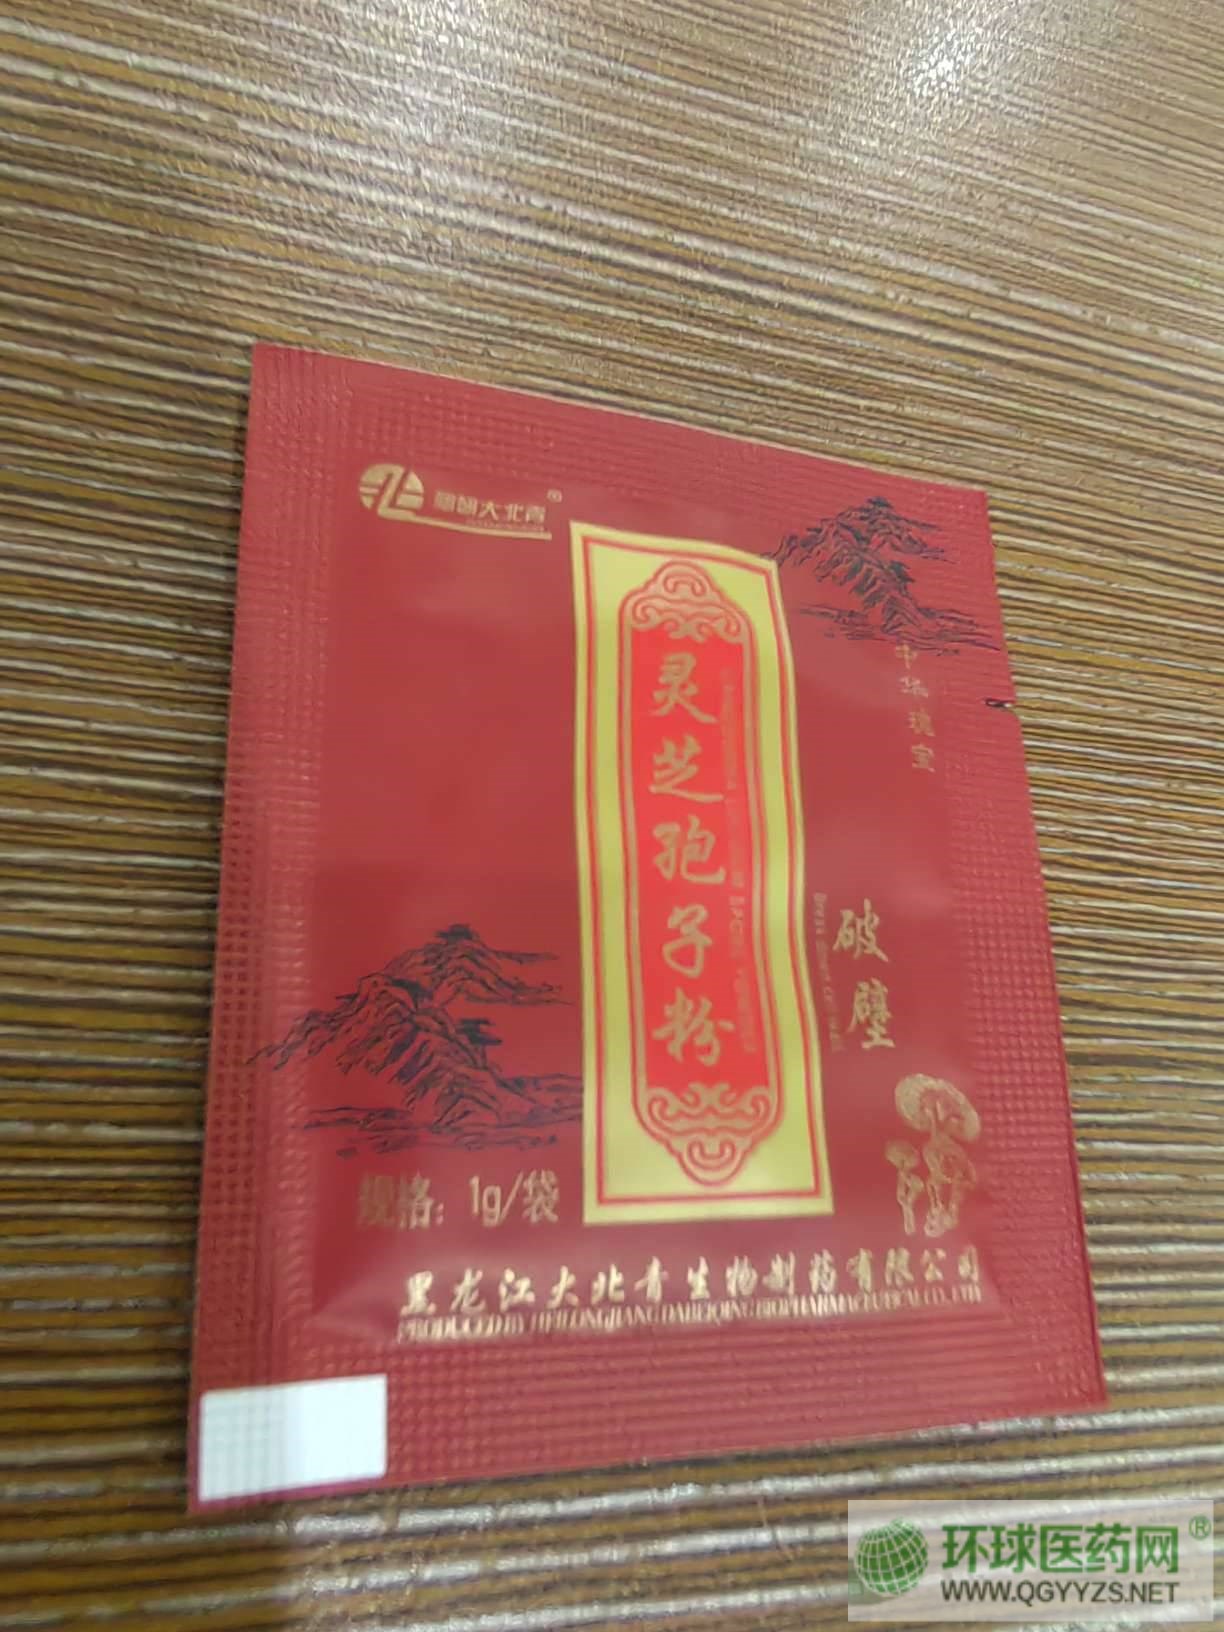 大北青®
中华瑰宝
灵芝孢子粉
破壁
规格：1g/袋
黑龙江大北青生物制药有限公司
PRODUCED BY HEILONGJIANG DABEIQING BIOPHARMACEUTICAL CO., LTD
环球医药网®
WWW.QGYYZS.NET